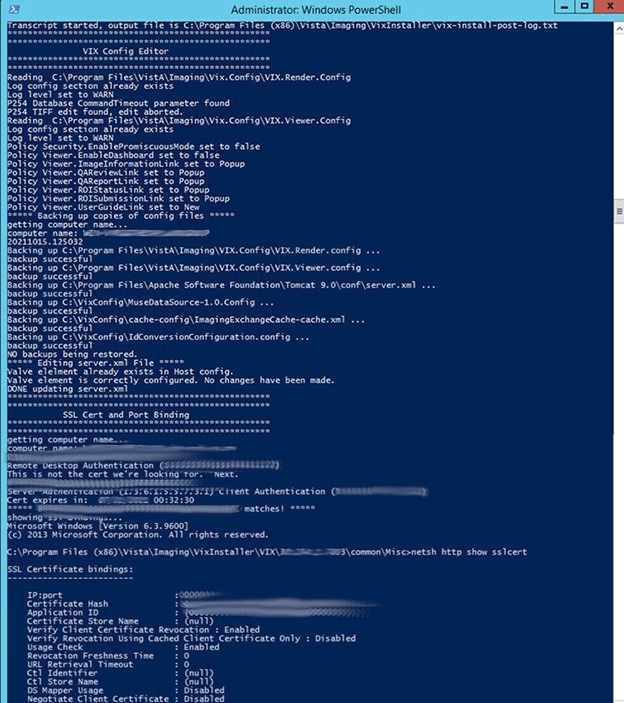 Administrator: Windows PowerShell
Transcript started, output file is C:\Program Files (x86)\Vista\Imaging\VixInstaller\vix-install-post-log.txt
**************************************************
**************************************************
VIX Config Editor
**************************************************
**************************************************
Reading  C:\Program Files\VistA\Imaging\Vix.Config\VIX.Render.Config
Log config section already exists
Log level set to WARN
P254 Database CommandTimeout parameter found
P254 TIFF edit found, edit aborted.
Reading  C:\Program Files\VistA\Imaging\Vix.Config\VIX.Viewer.Config
Log config section already exists
Log level set to WARN
Policy Security.EnablePromiscuousMode set to false
Policy Viewer.EnableDashboard set to false
Policy Viewer.ImageInformationLink set to Popup
Policy Viewer.QAReviewLink set to Popup
Policy Viewer.QAReportLink set to Popup
Policy Viewer.ROIStatusLink set to Popup
Policy Viewer.ROISubmissionLink set to Popup
Policy Viewer.UserGuideLink set to New
***** Backing up copies of config files *****
getting computer name...
computer name:
20211015.125032
Backing up C:\Program Files\VistA\Imaging\VIX.Config\VIX.Render.config ...
backup successful
Backing up C:\Program Files\VistA\Imaging\VIX.Config\VIX.Viewer.config ...
backup successful
Backing up C:\Program Files\Apache Software Foundation\Tomcat 9.0\conf\server.xml ...
backup successful
Backing up C:\VixConfig\MuseDataSource-1.0.Config ...
backup successful
Backing up C:\VixConfig\cache-config\ImagingExchangeCache-cache.xml ...
backup successful
Backing up C:\VixConfig\IdConversionConfiguration.config ...
backup successful
NO backups being restored.
***** Editing server.xml File *****
Valve elelment already exists in Host config.
Valve element is correctly configured. No changes have been made.
DONE updating server.xml
**************************************************
**************************************************
SSL Cert and Port Binding
**************************************************
**************************************************
getting computer name...
computer name:
Remote Desktop Authentication (
This is not the cert we're looking for.  Next.
Server Authentication (1.3.6.1.5.5.7.3.1) Client Authentication (
Cert expires in: 00:32:30
***** matches! *****
showing SSL bindings...
Microsoft Windows [Version 6.3.9600]
(c) 2013 Microsoft Corporation. All rights reserved.
C:\Program Files (x86)\Vista\Imaging\VixInstaller\VIX\ \common\Misc>netsh http show sslcert
SSL Certificate bindings:
-------------------------
IP:port :
Certificate Hash :
Application ID :
Certificate Store Name : (null)
Verify Client Certificate Revocation : Enabled
Verify Revocation Using Cached Client Certificate Only : Disabled
Usage Check : Enabled
Revocation Freshness Time : 0
URL Retrieval Timeout : 0
Ctl Identifier : (null)
Ctl Store Name : (null)
DS Mapper Usage : Disabled
Negotiate Client Certificate : Disabled